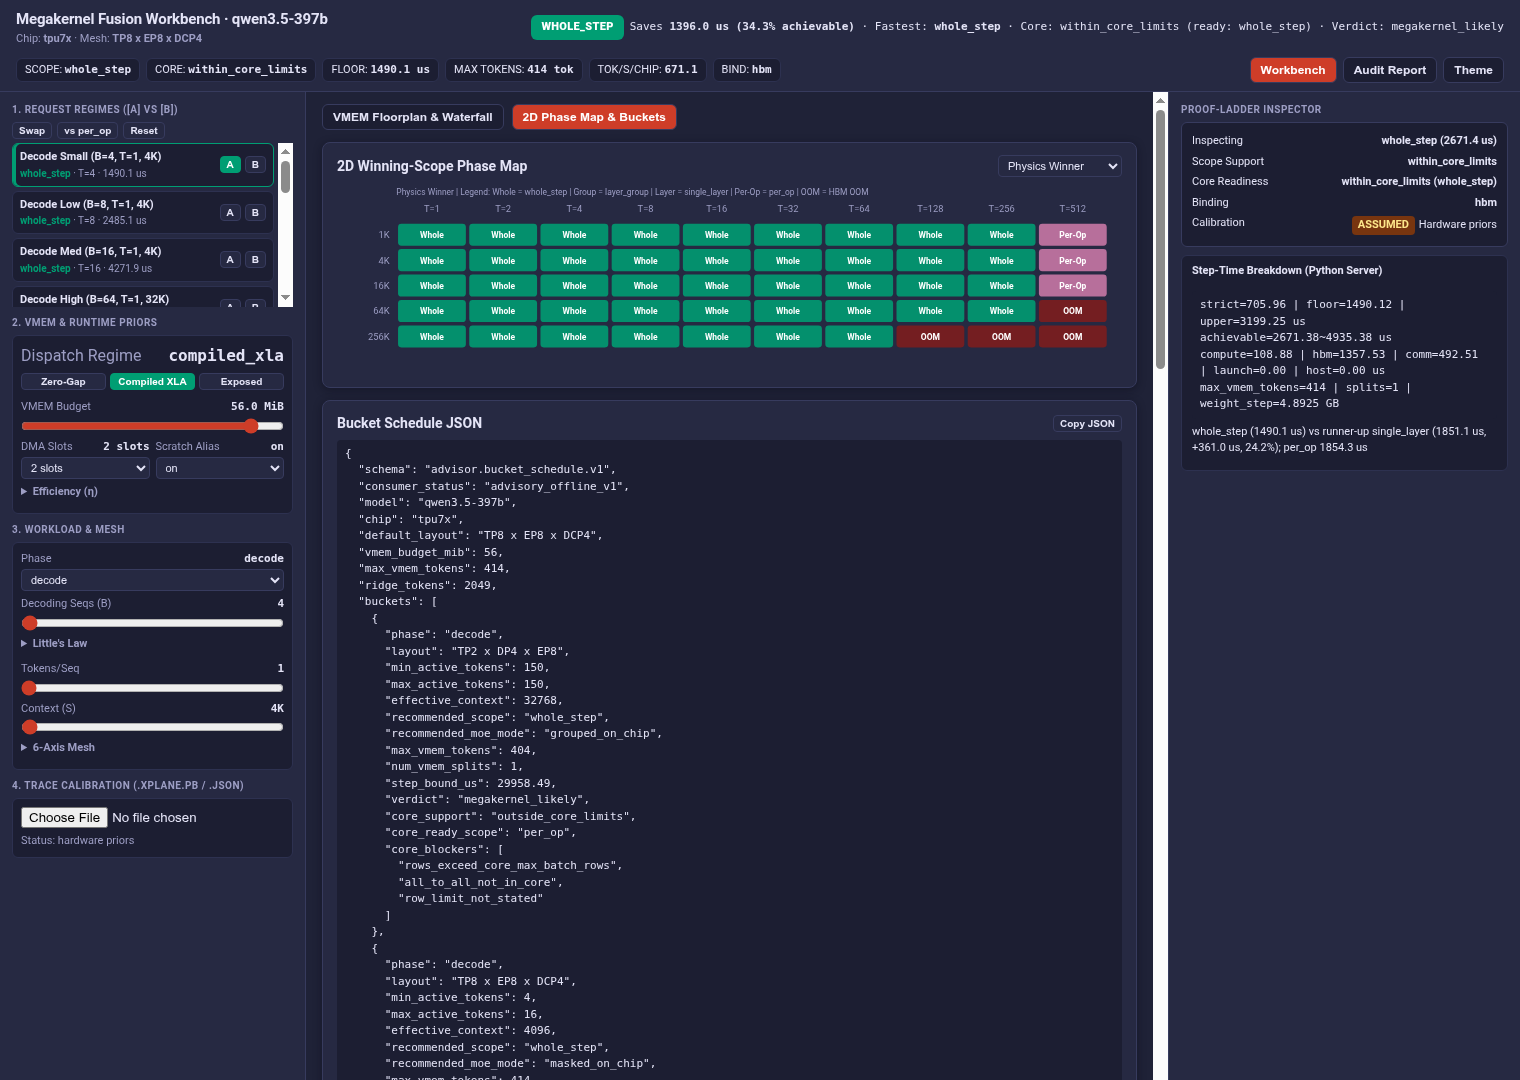 Megakernel Fusion Workbench · qwen3.5-397b
Chip: tpu7x · Mesh: TP8 x EP8 x DCP4
WHOLE_STEP Saves 1396.0 us (34.3% achievable) · Fastest: whole_step · Core: within_core_limits (ready: whole_step) · Verdict: megakernel_likely
SCOPE: whole_step CORE: within_core_limits FLOOR: 1490.1 us MAX TOKENS: 414 tok TOK/S/CHIP: 671.1 BIND: hbm
Workbench Audit Report Theme
1. REQUEST REGIMES ([A] VS [B])
Swap vs per_op Reset
Decode Small (B=4, T=1, 4K)
whole_step · T=4 · 1490.1 us
A B
Decode Low (B=8, T=1, 4K)
whole_step · T=8 · 2485.1 us
A B
Decode Med (B=16, T=1, 4K)
whole_step · T=16 · 4271.9 us
A B
Decode High (B=64, T=1, 32K)
A B
2. VMEM & RUNTIME PRIORS
Dispatch Regime compiled_xla
Zero-Gap Compiled XLA Exposed
VMEM Budget 56.0 MiB
DMA Slots 2 slots Scratch Alias on
2 slots on
Efficiency (η)
3. WORKLOAD & MESH
Phase decode
decode
Decoding Seqs (B) 4
Little's Law
Tokens/Seq 1
Context (S) 4K
6-Axis Mesh
4. TRACE CALIBRATION (.XPLANE.PB / .JSON)
Choose File No file chosen
Status: hardware priors
VMEM Floorplan & Waterfall 2D Phase Map & Buckets
2D Winning-Scope Phase Map Physics Winner
Physics Winner | Legend: Whole = whole_step | Group = layer_group | Layer = single_layer | Per-Op = per_op | OOM = HBM OOM
T=1 T=2 T=4 T=8 T=16 T=32 T=64 T=128 T=256 T=512
1K Whole Whole Whole Whole Whole Whole Whole Whole Whole Per-Op
4K Whole Whole Whole Whole Whole Whole Whole Whole Whole Per-Op
16K Whole Whole Whole Whole Whole Whole Whole Whole Whole Per-Op
64K Whole Whole Whole Whole Whole Whole Whole Whole Whole OOM
256K Whole Whole Whole Whole Whole Whole Whole OOM OOM OOM
Bucket Schedule JSON Copy JSON
{
"schema": "advisor.bucket_schedule.v1",
"consumer_status": "advisory_offline_v1",
"model": "qwen3.5-397b",
"chip": "tpu7x",
"default_layout": "TP8 x EP8 x DCP4",
"vmem_budget_mib": 56,
"max_vmem_tokens": 414,
"ridge_tokens": 2049,
"buckets": [
{
"phase": "decode",
"layout": "TP2 x DP4 x EP8",
"min_active_tokens": 150,
"max_active_tokens": 150,
"effective_context": 32768,
"recommended_scope": "whole_step",
"recommended_moe_mode": "grouped_on_chip",
"max_vmem_tokens": 404,
"num_vmem_splits": 1,
"step_bound_us": 29958.49,
"verdict": "megakernel_likely",
"core_support": "outside_core_limits",
"core_ready_scope": "per_op",
"core_blockers": [
"rows_exceed_core_max_batch_rows",
"all_to_all_not_in_core",
"row_limit_not_stated"
]
},
{
"phase": "decode",
"layout": "TP8 x EP8 x DCP4",
"min_active_tokens": 4,
"max_active_tokens": 16,
"effective_context": 4096,
"recommended_scope": "whole_step",
"recommended_moe_mode": "masked_on_chip",
"max_vmem_tokens": 414,
PROOF-LADDER INSPECTOR
Inspecting whole_step (2671.4 us)
Scope Support within_core_limits
Core Readiness within_core_limits (whole_step)
Binding hbm
Calibration ASSUMED Hardware priors
Step-Time Breakdown (Python Server)
strict=705.96 | floor=1490.12 |
upper=3199.25 us
achievable=2671.38~4935.38 us
compute=108.88 | hbm=1357.53 | comm=492.51
| launch=0.00 | host=0.00 us
max_vmem_tokens=414 | splits=1 |
weight_step=4.8925 GB
whole_step (1490.1 us) vs runner-up single_layer (1851.1 us,
+361.0 us, 24.2%); per_op 1854.3 us